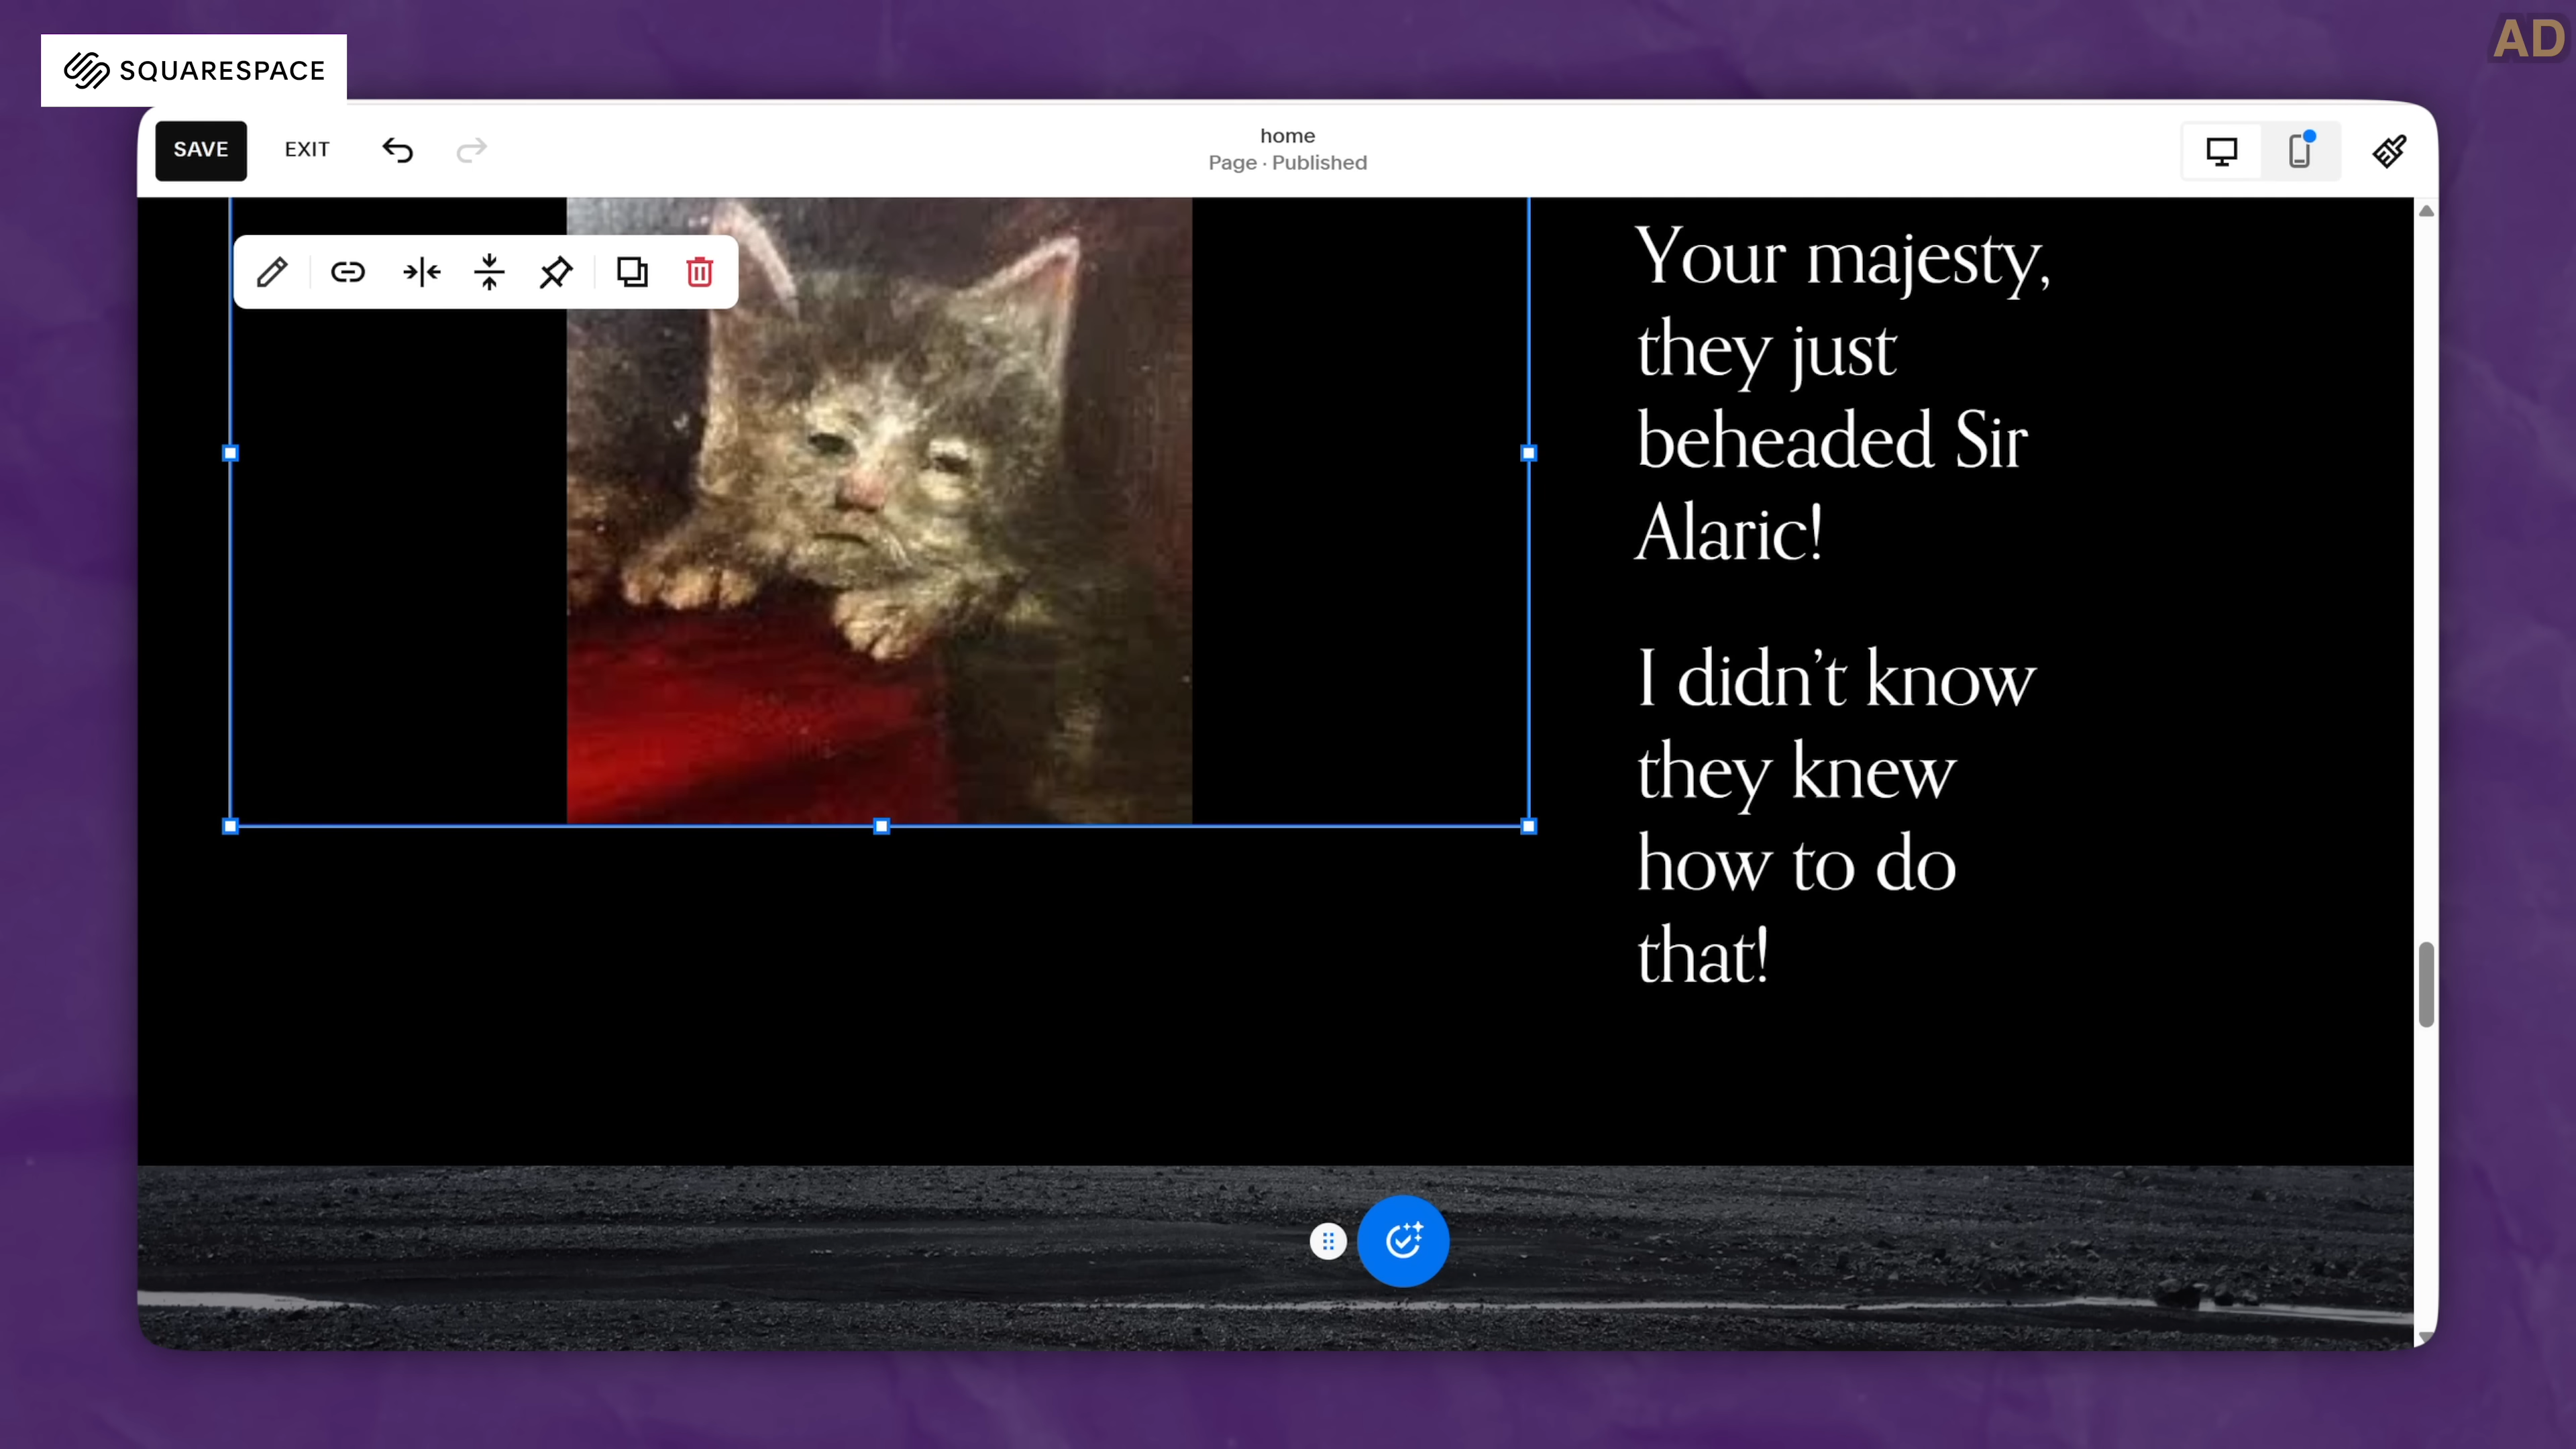 AD
SQUARESPACE
SAVE
EXIT
home
Page · Published
Your majesty,
they just
beheaded Sir
Alaric!
I didn’t know
they knew
how to do
that!